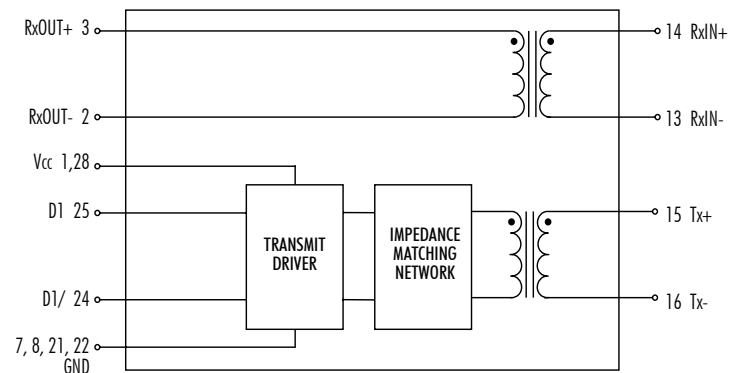 RxOUT+ 3
14 RxIN+
RxOUT- 2
13 RxIN-
Vcc 1,28
D1 25
15 Tx+
TRANSMIT
DRIVER
IMPEDANCE
MATCHING
NETWORK
D1/ 24
16 Tx-
7, 8, 21, 22
GND